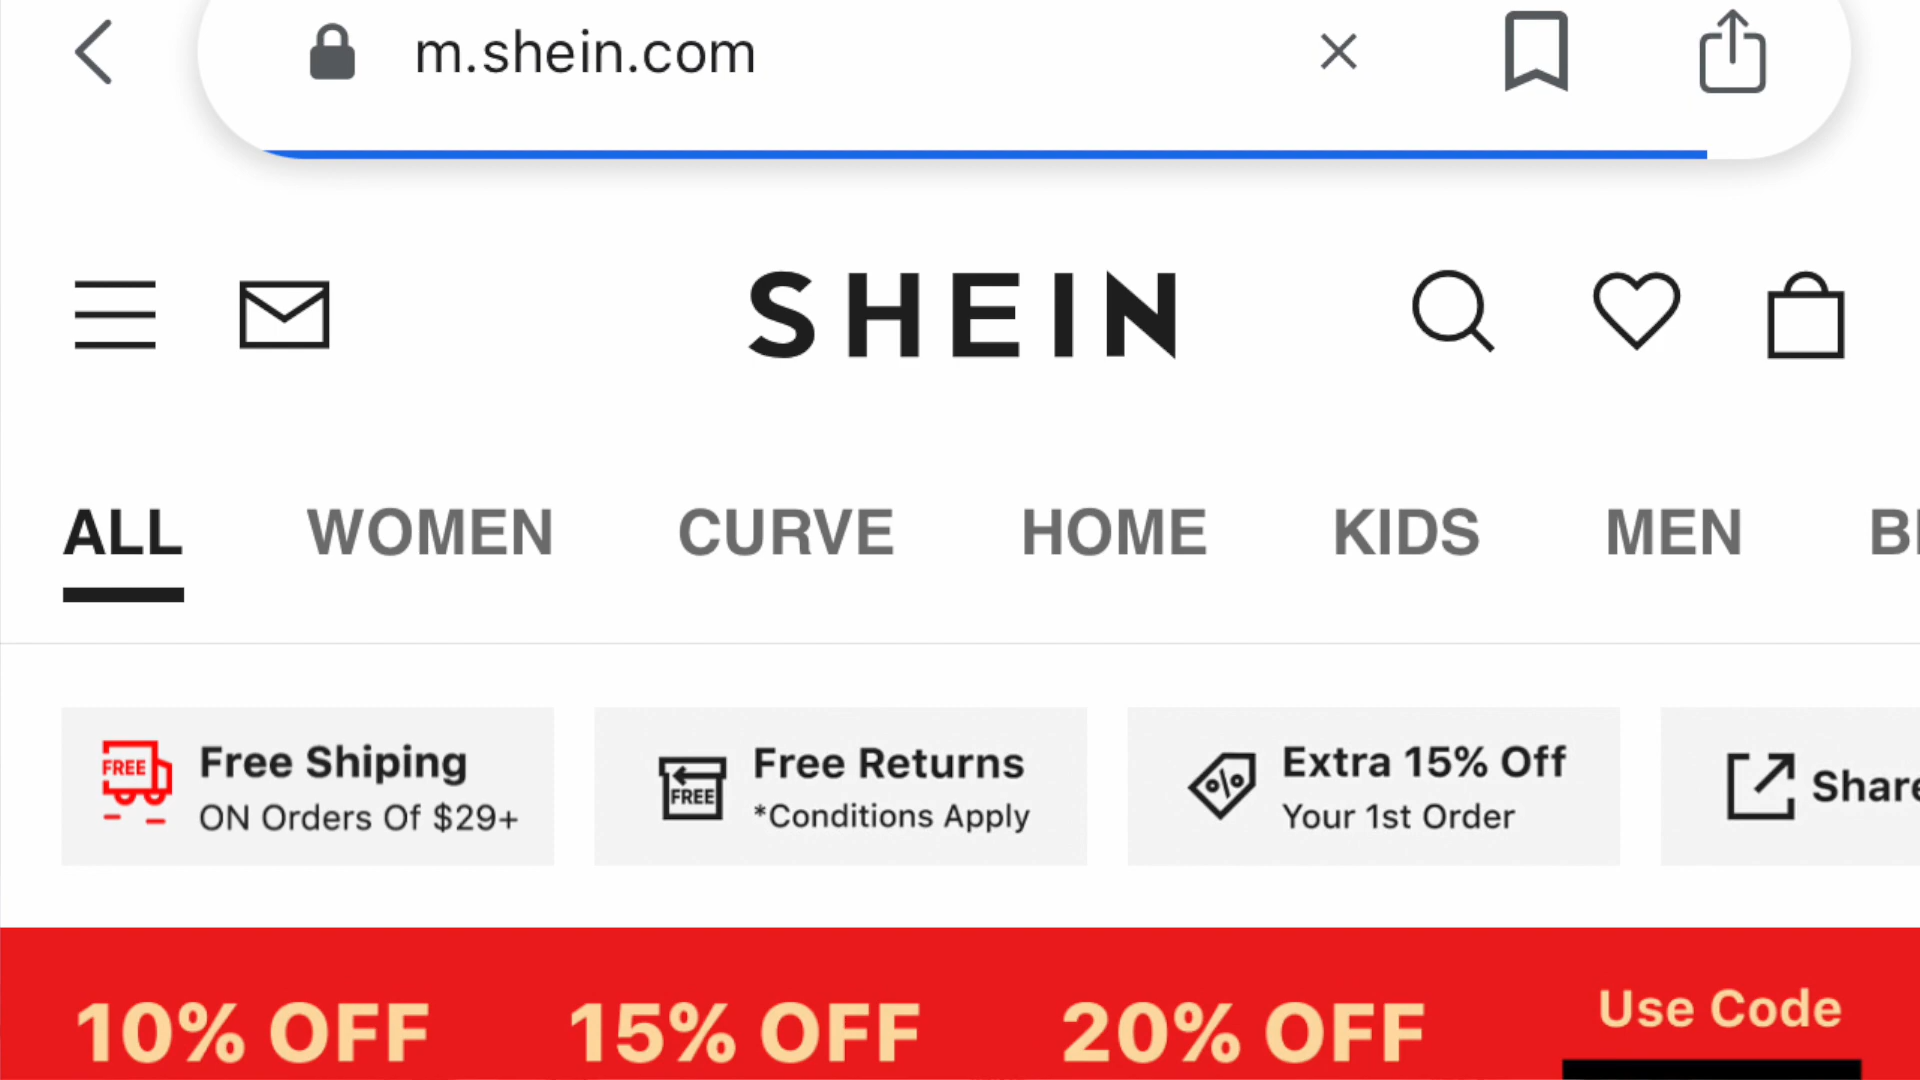 m.shein.com
SHEIN
ALL WOMEN CURVE HOME KIDS MEN
FREE Free Shiping
ON Orders Of $29+
FREE Free Returns
*Conditions Apply
% Extra 15% Off
Your 1st Order
Share
10% OFF 15% OFF 20% OFF Use Code